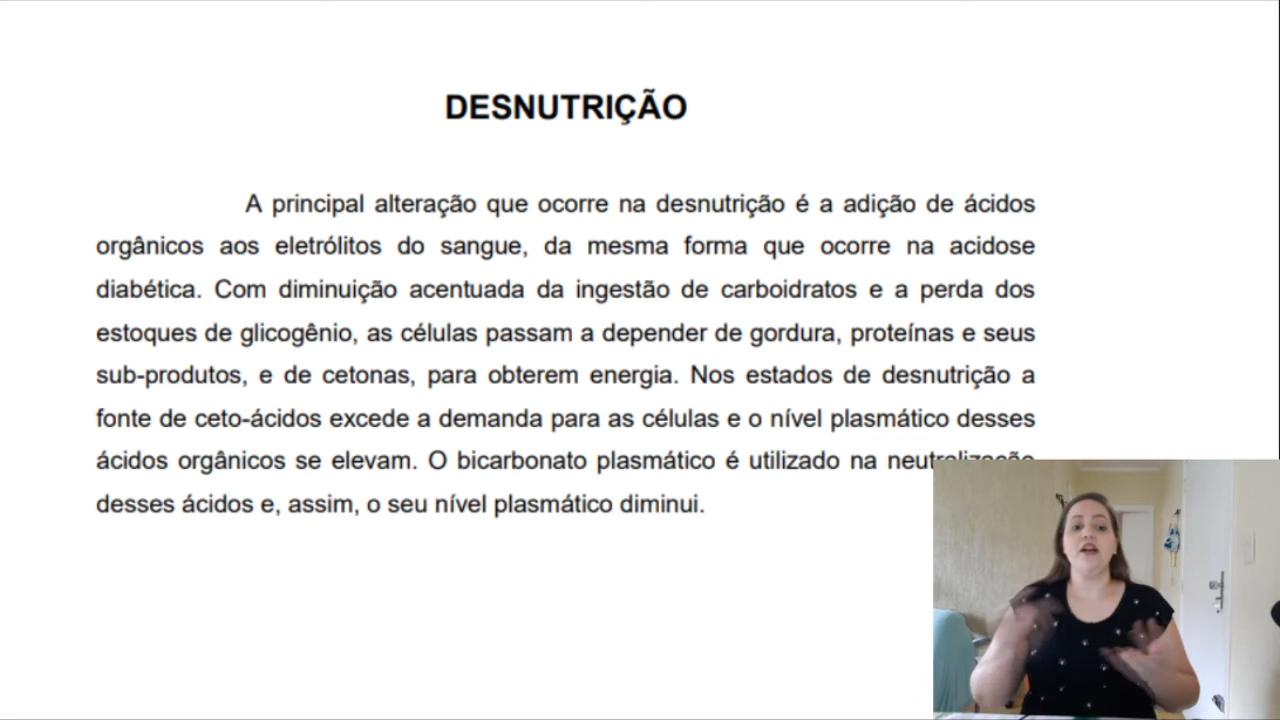 DESNUTRIÇÃO
A principal alteração que ocorre na desnutrição é a adição de ácidos
orgânicos aos eletrólitos do sangue, da mesma forma que ocorre na acidose
diabética. Com diminuição acentuada da ingestão de carboidratos e a perda dos
estoques de glicogênio, as células passam a depender de gordura, proteínas e seus
sub-produtos, e de cetonas, para obterem energia. Nos estados de desnutrição a
fonte de ceto-ácidos excede a demanda para as células e o nível plasmático desses
ácidos orgânicos se elevam. O bicarbonato plasmático é utilizado na neutralização
desses ácidos e, assim, o seu nível plasmático diminui.